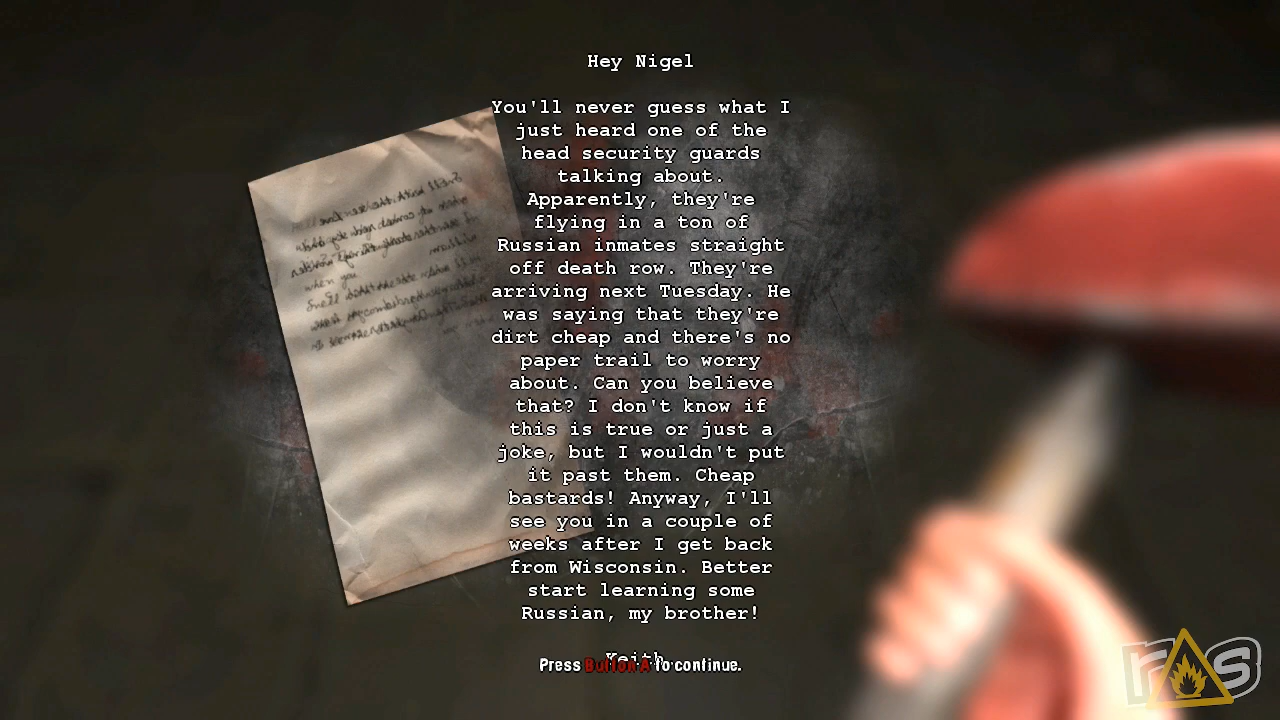 Hey Nigel
You'll never guess what I
just heard one of the
head security guards
talking about.
Apparently, they're
flying in a ton of
Russian inmates straight
off death row. They're
arriving next Tuesday. He
was saying that they're
dirt cheap and there's no
paper trail to worry
about. Can you believe
that? I don't know if
this is true or just a
joke, but I wouldn't put
it past them. Cheap
bastards! Anyway, I'll
see you in a couple of
weeks after I get back
from Wisconsin. Better
start learning some
Russian, my brother!
Keith
Press Button A to continue.